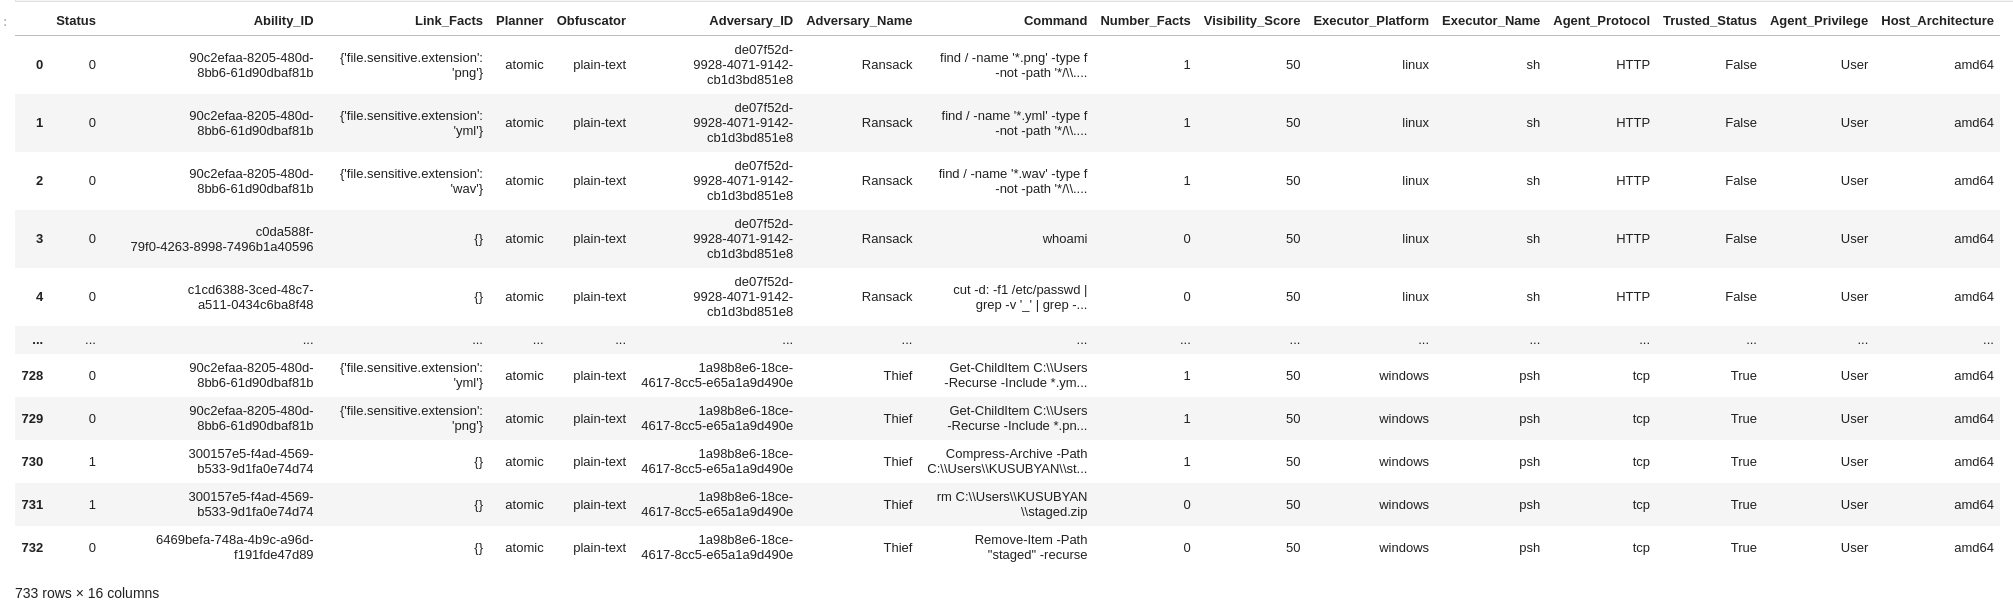 :
Status Ability_ID Link_Facts Planner Obfuscator Adversary_ID Adversary_Name Command Number_Facts Visibility_Score Executor_Platform Executor_Name Agent_Protocol Trusted_Status Agent_Privilege Host_Architecture
0 0 90c2efaa-8205-480d-8bb6-61d90dbaf81b {'file.sensitive.extension': 'png'} atomic plain-text de07f52d-9928-4071-9142-cb1d3bd851e8 Ransack find / -name '*.png' -type f -not -path '*/\\.... 1 50 linux sh HTTP False User amd64
1 0 90c2efaa-8205-480d-8bb6-61d90dbaf81b {'file.sensitive.extension': 'yml'} atomic plain-text de07f52d-9928-4071-9142-cb1d3bd851e8 Ransack find / -name '*.yml' -type f -not -path '*/\\.... 1 50 linux sh HTTP False User amd64
2 0 90c2efaa-8205-480d-8bb6-61d90dbaf81b {'file.sensitive.extension': 'wav'} atomic plain-text de07f52d-9928-4071-9142-cb1d3bd851e8 Ransack find / -name '*.wav' -type f -not -path '*/\\.... 1 50 linux sh HTTP False User amd64
3 0 c0da588f-79f0-4263-8998-7496b1a40596 {} atomic plain-text de07f52d-9928-4071-9142-cb1d3bd851e8 Ransack whoami 0 50 linux sh HTTP False User amd64
4 0 c1cd6388-3ced-48c7-a511-0434c6ba8f48 {} atomic plain-text de07f52d-9928-4071-9142-cb1d3bd851e8 Ransack cut -d: -f1 /etc/passwd | grep -v '_' | grep -... 0 50 linux sh HTTP False User amd64
... ... ... ... ... ... ... ... ... ... ... ... ... ... ... ... ...
728 0 90c2efaa-8205-480d-8bb6-61d90dbaf81b {'file.sensitive.extension': 'yml'} atomic plain-text 1a98b8e6-18ce-4617-8cc5-e65a1a9d490e Thief Get-ChildItem C:\\Users -Recurse -Include *.ym... 1 50 windows psh tcp True User amd64
729 0 90c2efaa-8205-480d-8bb6-61d90dbaf81b {'file.sensitive.extension': 'png'} atomic plain-text 1a98b8e6-18ce-4617-8cc5-e65a1a9d490e Thief Get-ChildItem C:\\Users -Recurse -Include *.pn... 1 50 windows psh tcp True User amd64
730 1 300157e5-f4ad-4569-b533-9d1fa0e74d74 {} atomic plain-text 1a98b8e6-18ce-4617-8cc5-e65a1a9d490e Thief Compress-Archive -Path C:\\Users\\KUSUBYAN\\st... 1 50 windows psh tcp True User amd64
731 1 300157e5-f4ad-4569-b533-9d1fa0e74d74 {} atomic plain-text 1a98b8e6-18ce-4617-8cc5-e65a1a9d490e Thief rm C:\\Users\\KUSUBYAN \\staged.zip 0 50 windows psh tcp True User amd64
732 0 6469befa-748a-4b9c-a96d-f191fde47d89 {} atomic plain-text 1a98b8e6-18ce-4617-8cc5-e65a1a9d490e Thief Remove-Item -Path "staged" -recurse 0 50 windows psh tcp True User amd64
733 rows × 16 columns